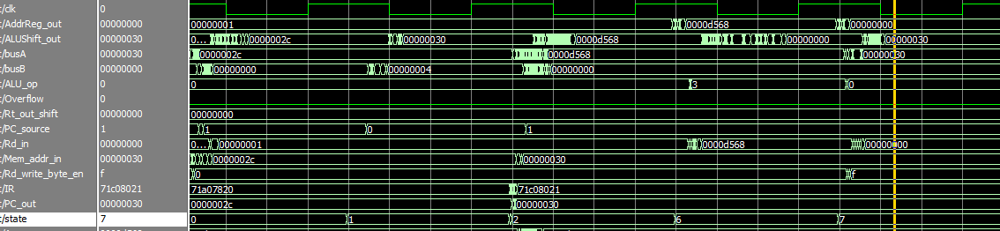 t/clk 0
t/AddrReg_out 00000000 00000001 0000d568 00000000
t/ALUShift_out 00000030 0... 0000002c 00000030 0000d568 00000000 00000030
t/busA 00000030 0000002c 0000d568 00000030
t/busB 00000000 00000000 00000004 00000000
t/ALU_op 0 0 3 0
t/Overflow 0
t/Rt_out_shift 00000000 00000000
t/PC_source 1 1 0 1
t/Rd_in 00000000 0... 00000001 0000d568 00000000
t/Mem_addr_in 00000030 0000002c 00000030
t/Rd_write_byte_en f 0 f
t/IR 71c08021 71a07820 71c08021
t/PC_out 00000030 0000002c 00000030
t/state 7 0 1 2 6 7